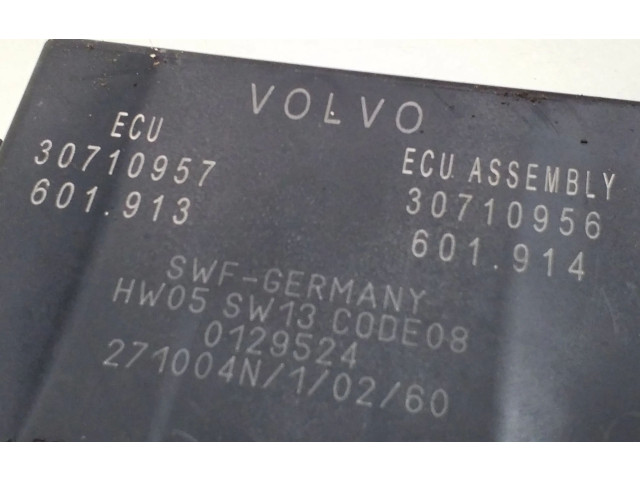 VOLVO
ECU
30710957
601.913
ECU ASSEMBLY
30710956
601.914
SWF-GERMANY
HW05 SW13 CODE08
0129524
271004N/1/02/60